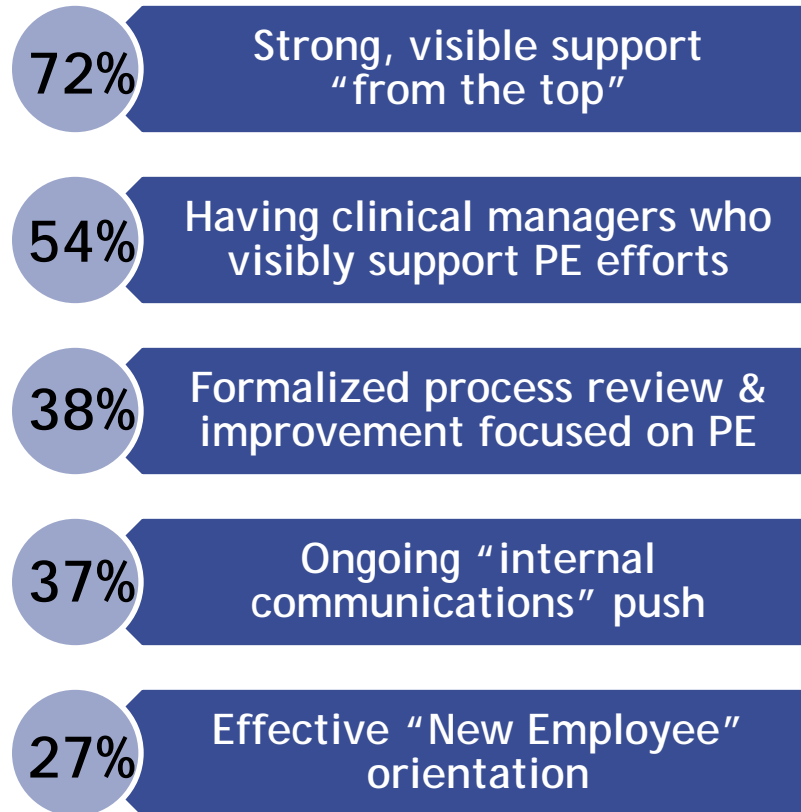 72%
Strong, visible support
“from the top”
54%
Having clinical managers who
visibly support PE efforts
38%
Formalized process review &
improvement focused on PE
37%
Ongoing “internal
communications” push
27%
Effective “New Employee”
orientation